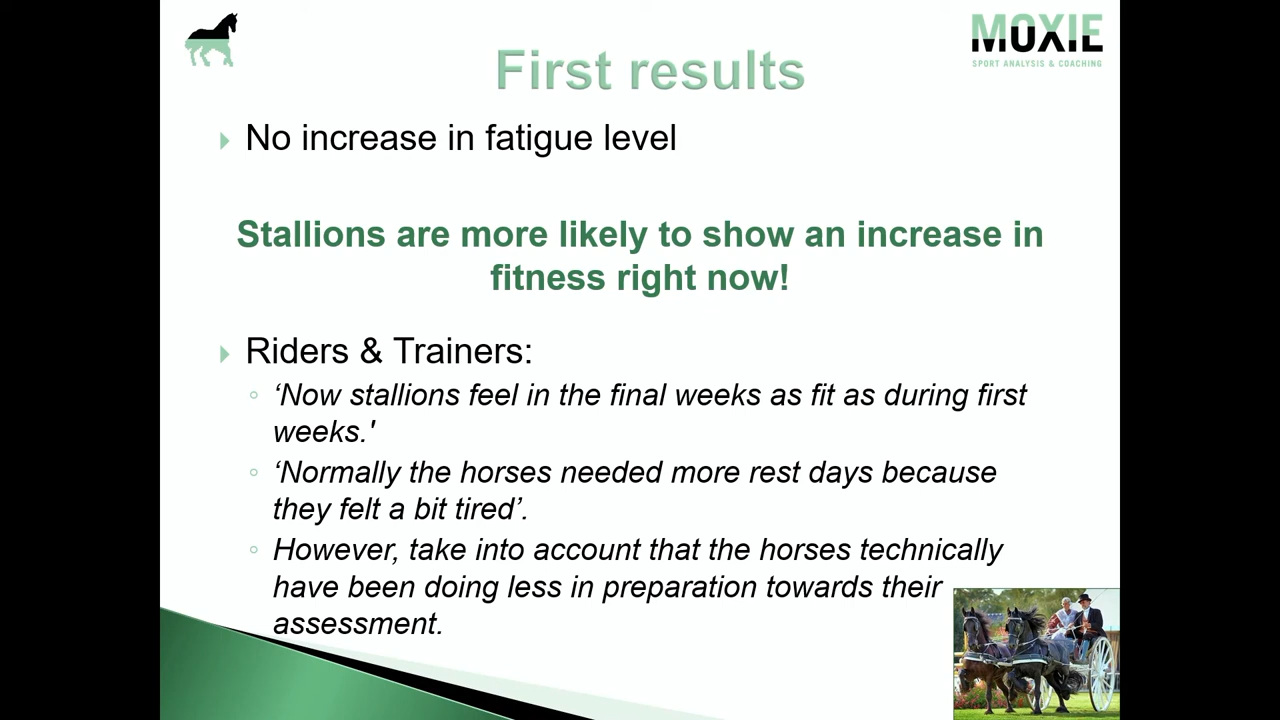 MOXIE
SPORT ANALYSIS & COACHING
First results
No increase in fatigue level
Stallions are more likely to show an increase in
fitness right now!
Riders & Trainers:
‘Now stallions feel in the final weeks as fit as during first
weeks.'
‘Normally the horses needed more rest days because
they felt a bit tired’.
However, take into account that the horses technically
have been doing less in preparation towards their
assessment.